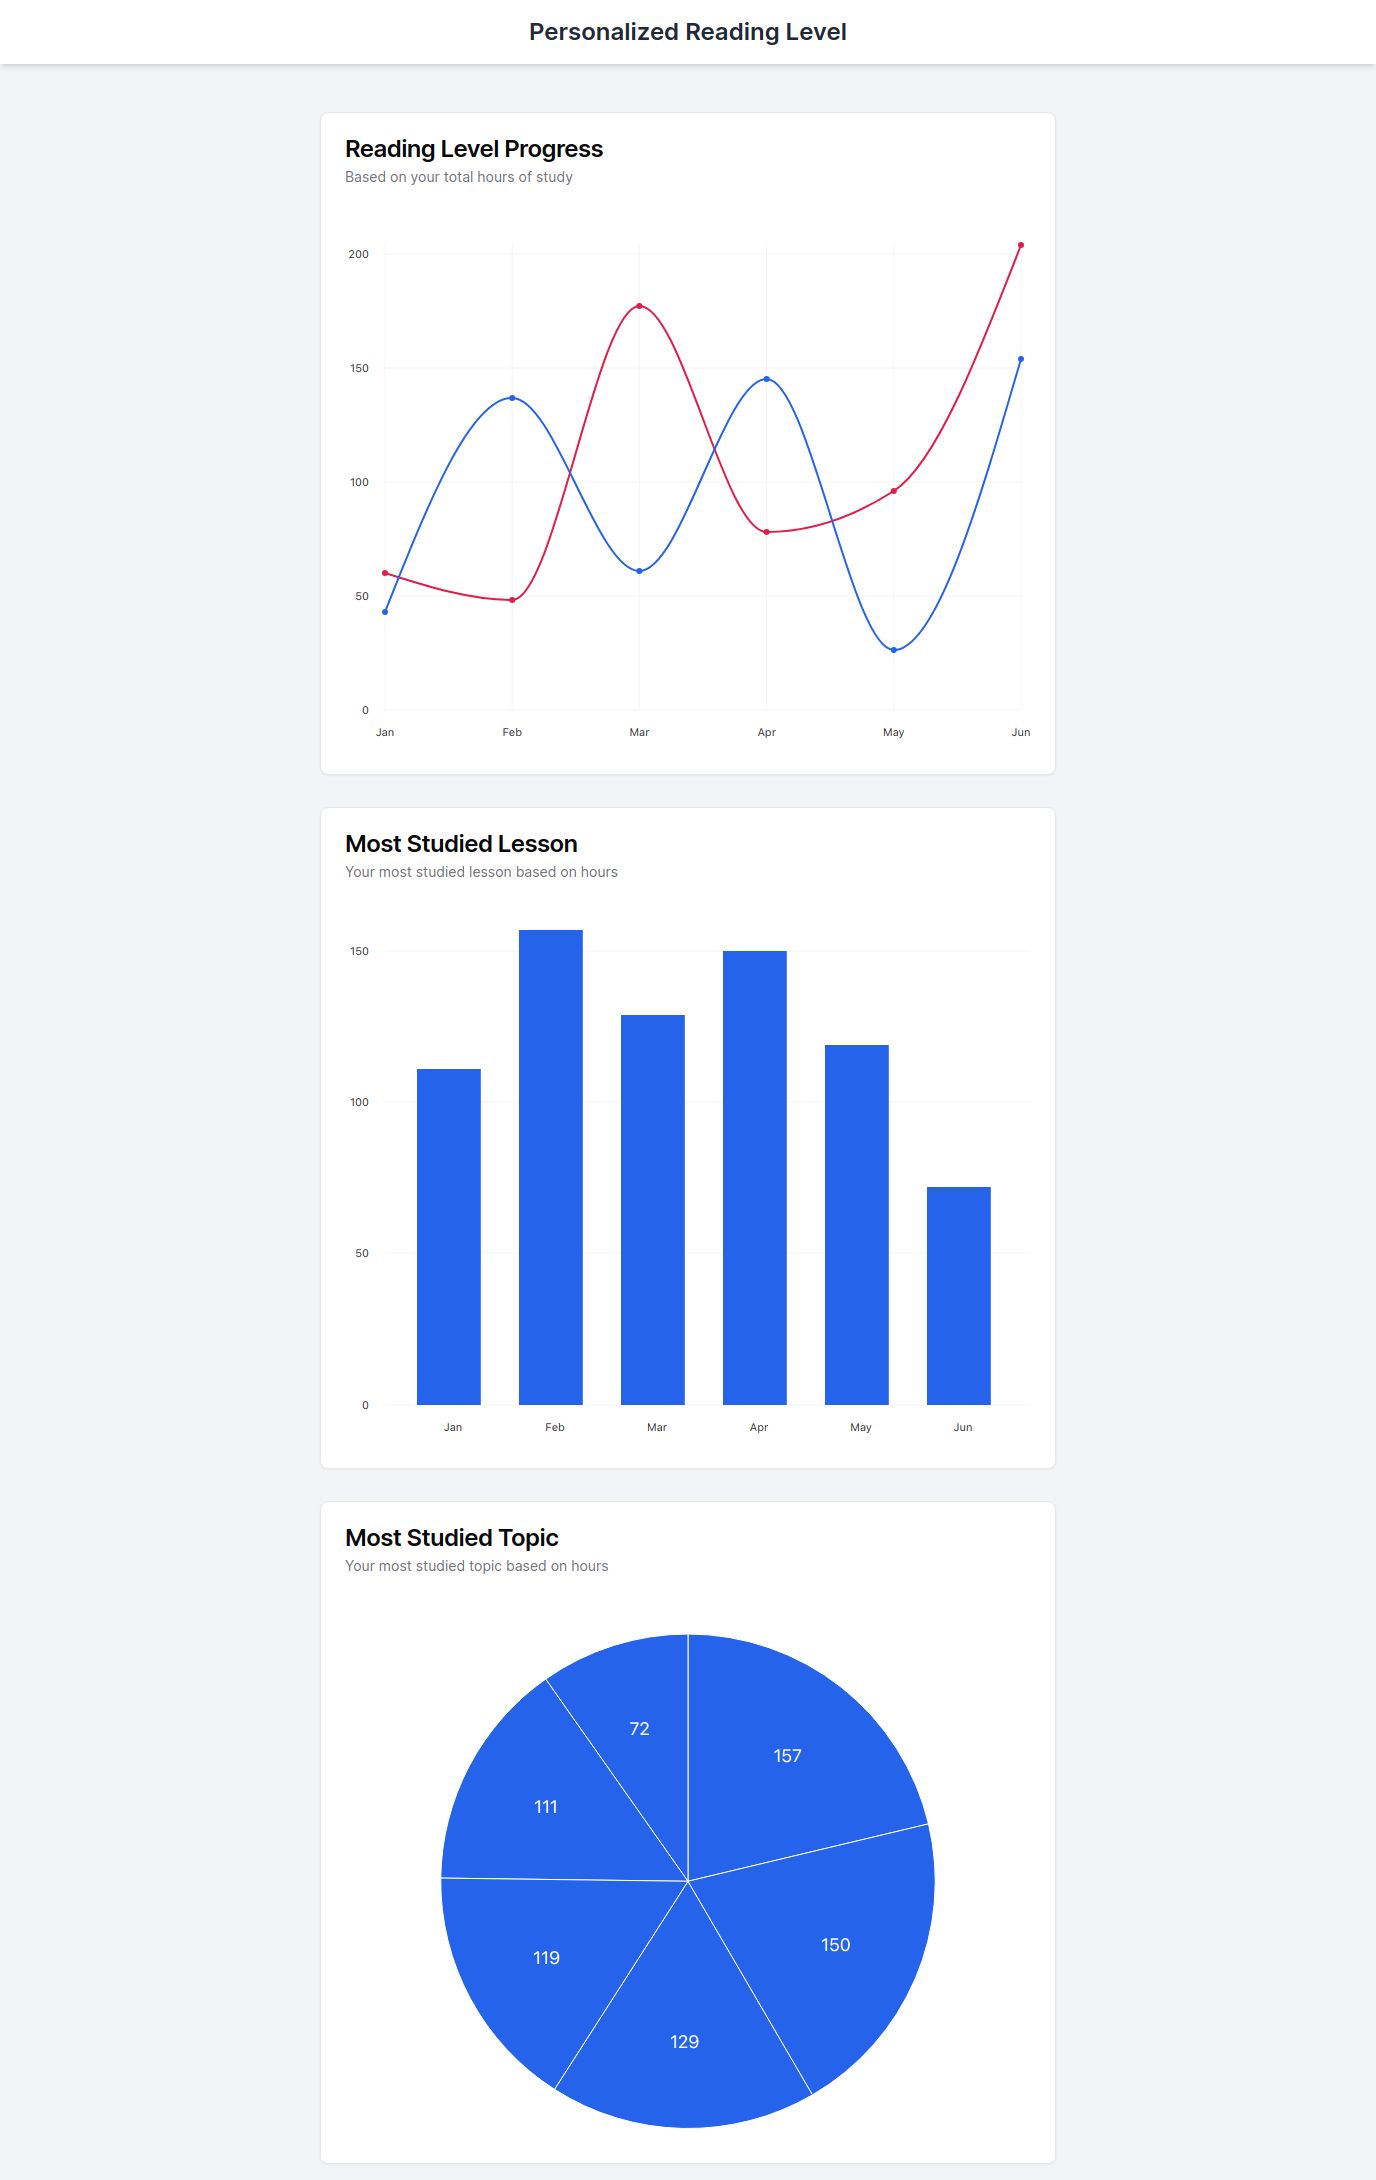 Personalized Reading Level
Reading Level Progress
Based on your total hours of study
200
150
100
50
0
Jan Feb Mar Apr May Jun
Most Studied Lesson
Your most studied lesson based on hours
150
100
50
0
Jan Feb Mar Apr May Jun
Most Studied Topic
Your most studied topic based on hours
72
157
111
150
119
129